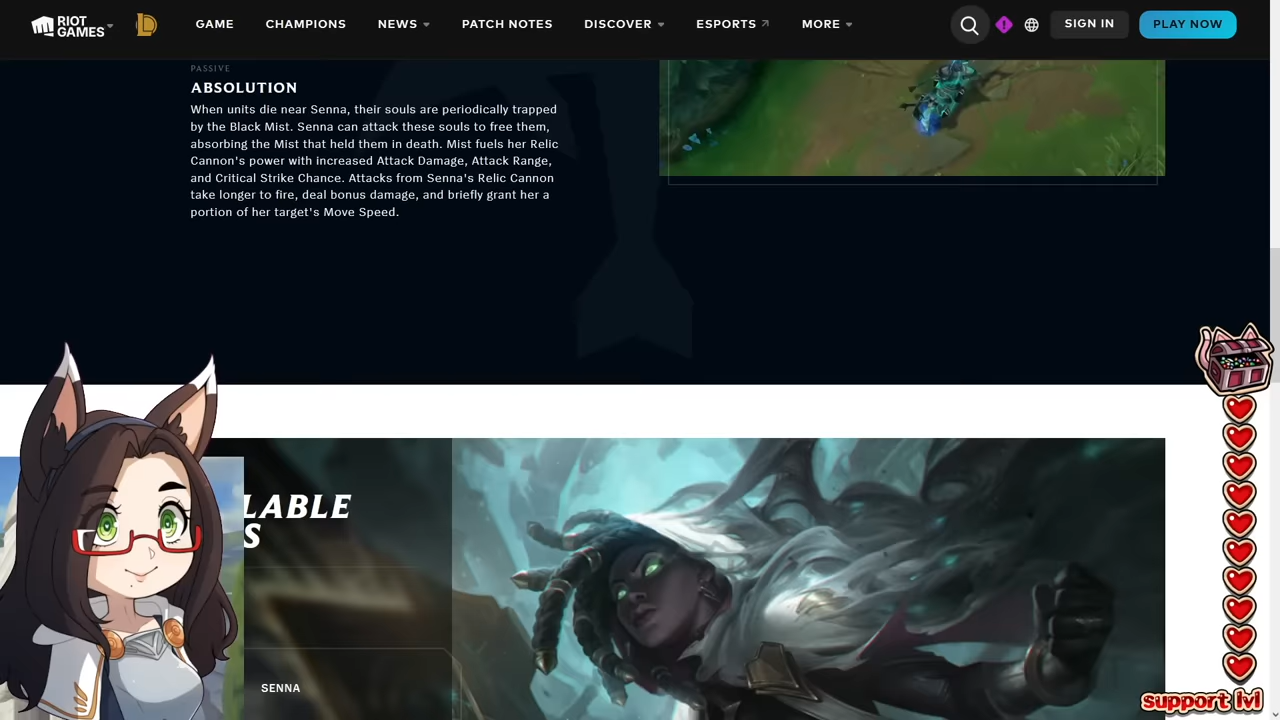 RIOT GAMES
GAME
CHAMPIONS
NEWS
PATCH NOTES
DISCOVER
ESPORTS
MORE
SIGN IN
PLAY NOW
PASSIVE
ABSOLUTION
When units die near Senna, their souls are periodically trapped
by the Black Mist. Senna can attack these souls to free them,
absorbing the Mist that held them in death. Mist fuels her Relic
Cannon's power with increased Attack Damage, Attack Range,
and Critical Strike Chance. Attacks from Senna's Relic Cannon
take longer to fire, deal bonus damage, and briefly grant her a
portion of her target's Move Speed.
LABLE
S
SENNA
support lvl